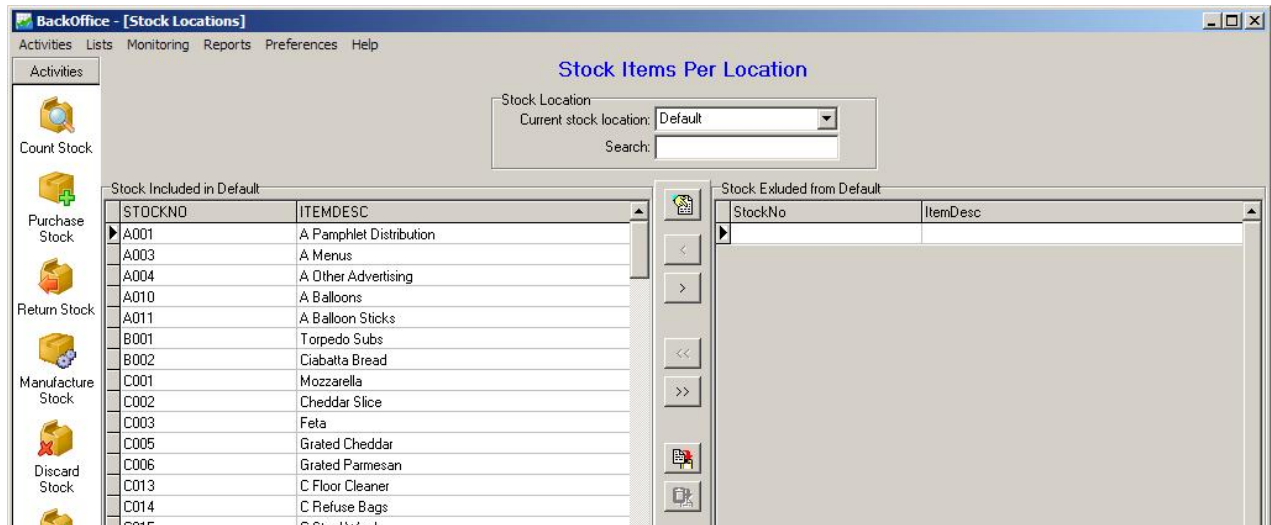 BackOffice - [Stock Locations]
Activities Lists Monitoring Reports Preferences Help
Activities
Stock Items Per Location
Stock Location
Current stock location: Default
Search:
Count Stock
Purchase
Stock
Return Stock
Manufacture
Stock
Discard
Stock
Stock Included in Default
STOCKNO ITEMDESC
A001 A Pamphlet Distribution
A003 A Menus
A004 A Other Advertising
A010 A Balloons
A011 A Balloon Sticks
B001 Torpedo Subs
B002 Ciabatta Bread
C001 Mozzarella
C002 Cheddar Slice
C003 Feta
C005 Grated Cheddar
C006 Grated Parmesan
C013 C Floor Cleaner
C014 C Refuse Bags
<
>
<<
>>
Stock Exluded from Default
StockNo ItemDesc